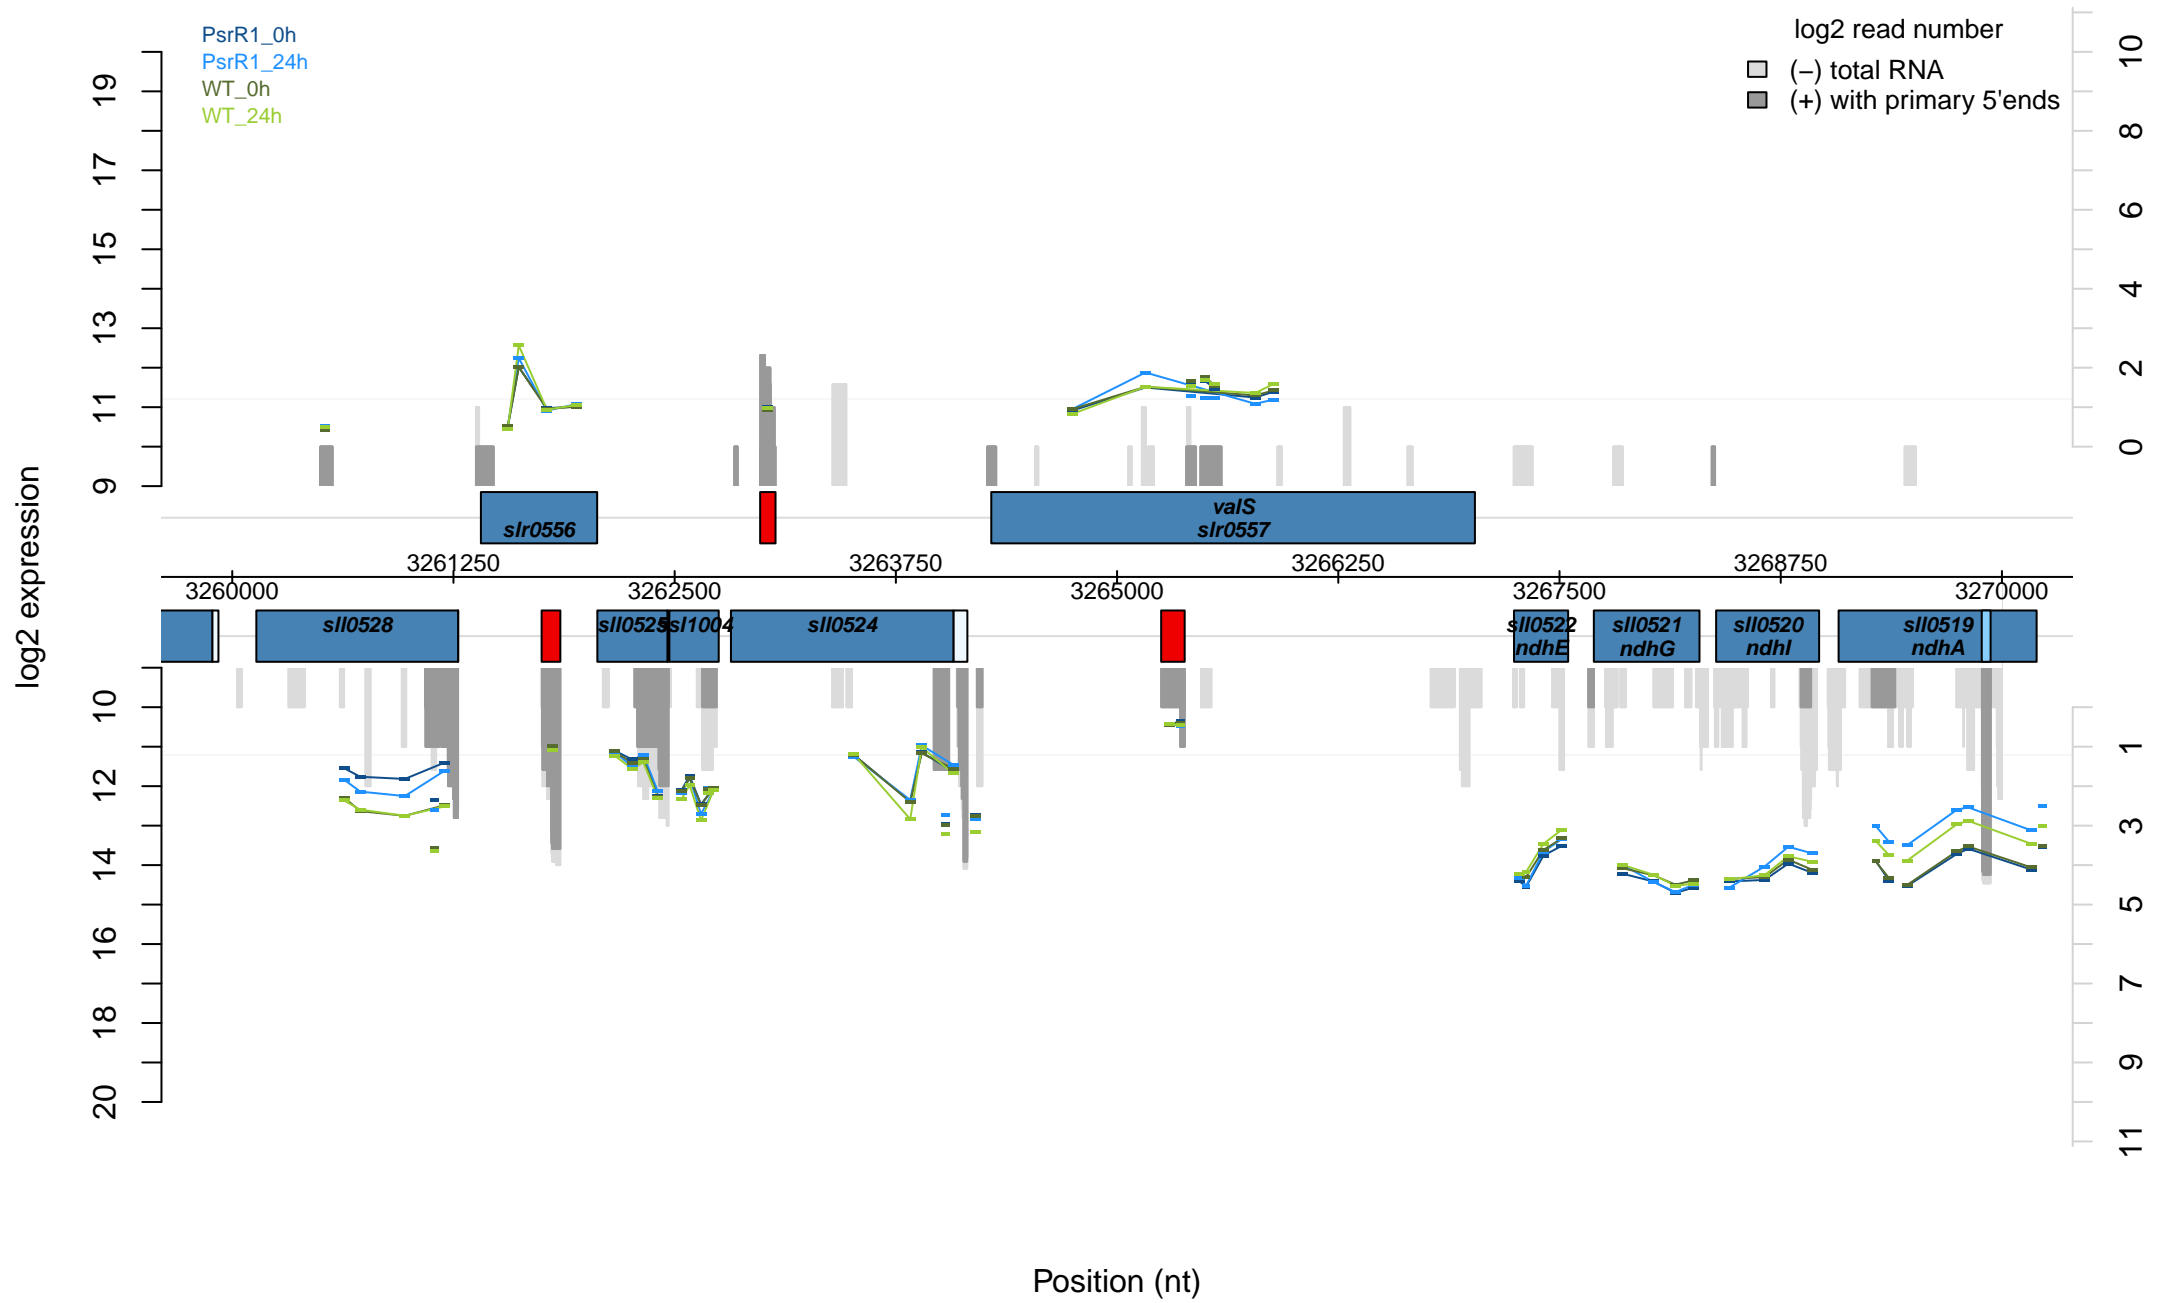 PsrR1_0h
PsrR1_24h
WT_0h
WT_24h
log2 read number
(−) total RNA
(+) with primary 5'ends
19
17
15
13
11
9
10
8
6
4
2
0
log2 expression
slr0556
valS
slr0557
3261250
3263750
3266250
3268750
3260000
3262500
3265000
3267500
3270000
sll0528
sll0525
ssl1004
sll0524
sll0522
ndhE
sll0521
ndhG
sll0520
ndhI
sll0519
ndhA
10
12
14
16
18
20
1
3
5
7
9
11
Position (nt)